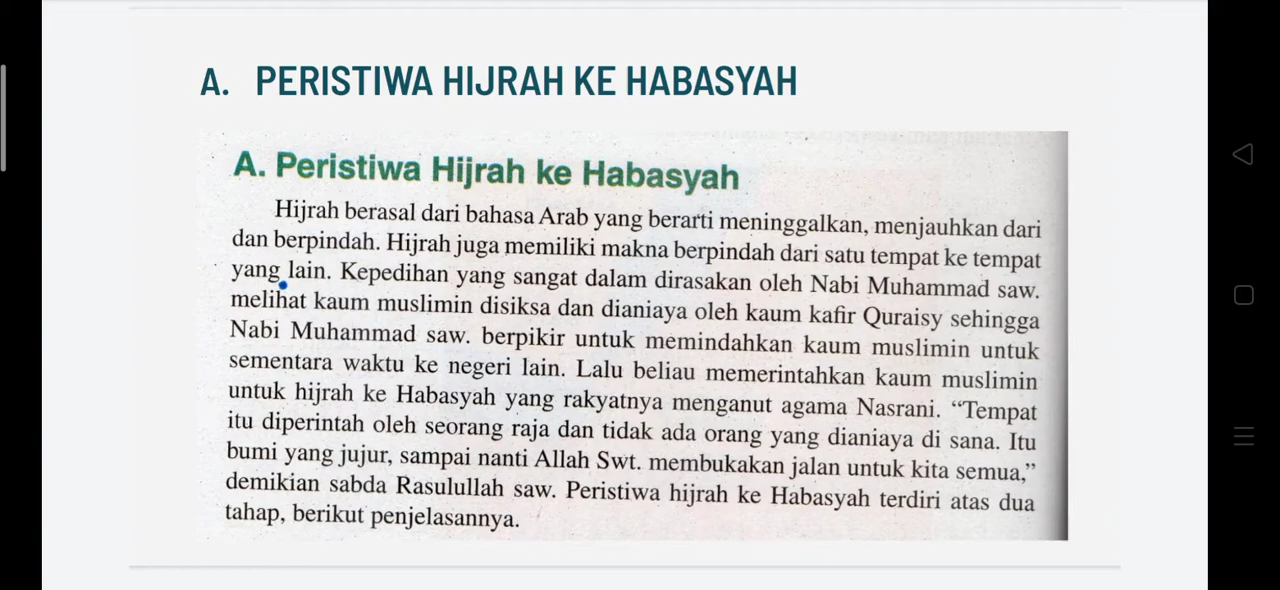 A. PERISTIWA HIJRAH KE HABASYAH
A. Peristiwa Hijrah ke Habasyah
Hijrah berasal dari bahasa Arab yang berarti meninggalkan, menjauhkan dari
dan berpindah. Hijrah juga memiliki makna berpindah dari satu tempat ke tempat
yang lain. Kepedihan yang sangat dalam dirasakan oleh Nabi Muhammad saw.
melihat kaum muslimin disiksa dan dianiaya oleh kaum kafir Quraisy sehingga
Nabi Muhammad saw. berpikir untuk memindahkan kaum muslimin untuk
sementara waktu ke negeri lain. Lalu beliau memerintahkan kaum muslimin
untuk hijrah ke Habasyah yang rakyatnya menganut agama Nasrani. “Tempat
itu diperintah oleh seorang raja dan tidak ada orang yang dianiaya di sana. Itu
bumi yang jujur, sampai nanti Allah Swt. membukakan jalan untuk kita semua,”
demikian sabda Rasulullah saw. Peristiwa hijrah ke Habasyah terdiri atas dua
tahap, berikut penjelasannya.